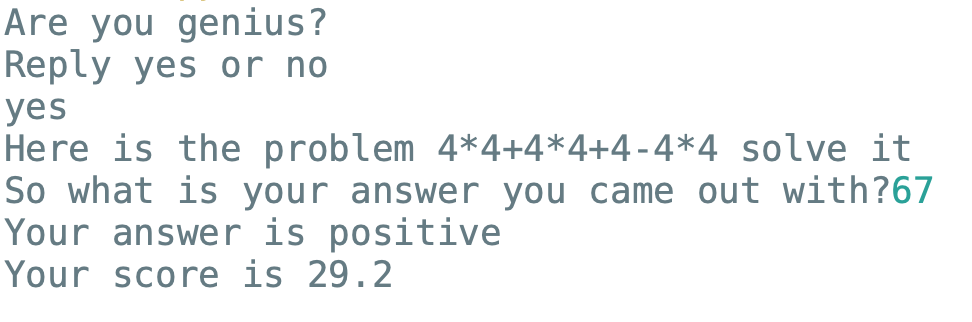 Are you genius?
Reply yes or no
yes
Here is the problem 4*4+4*4+4-4*4 solve it
So what is your answer you came out with?67
Your answer is positive
Your score is 29.2